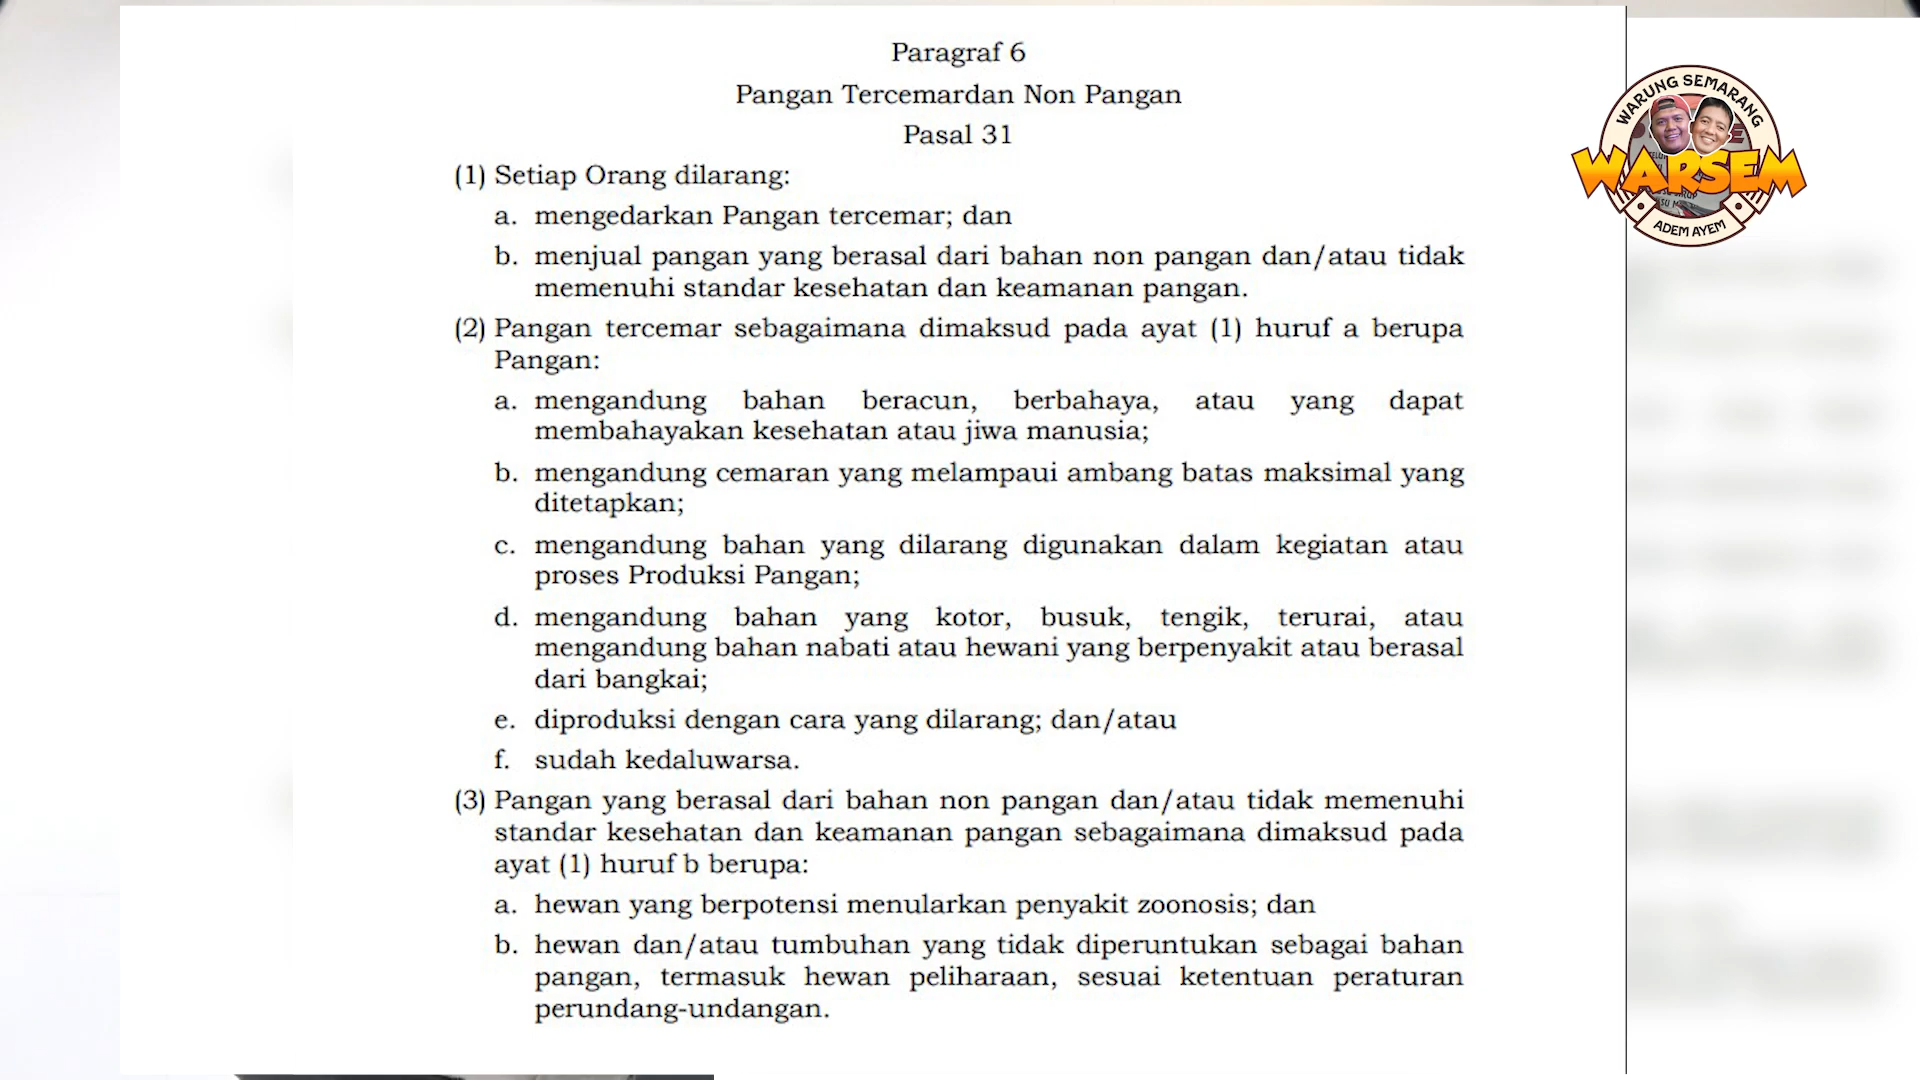 Paragraf 6
Pangan Tercemardan Non Pangan
Pasal 31
(1) Setiap Orang dilarang:
a. mengedarkan Pangan tercemar; dan
b. menjual pangan yang berasal dari bahan non pangan dan/atau tidak
memenuhi standar kesehatan dan keamanan pangan.
(2) Pangan tercemar sebagaimana dimaksud pada ayat (1) huruf a berupa
Pangan:
a. mengandung bahan beracun, berbahaya, atau yang dapat
membahayakan kesehatan atau jiwa manusia;
b. mengandung cemaran yang melampaui ambang batas maksimal yang
ditetapkan;
c. mengandung bahan yang dilarang digunakan dalam kegiatan atau
proses Produksi Pangan;
d. mengandung bahan yang kotor, busuk, tengik, terurai, atau
mengandung bahan nabati atau hewani yang berpenyakit atau berasal
dari bangkai;
e. diproduksi dengan cara yang dilarang; dan/atau
f. sudah kedaluwarsa.
(3) Pangan yang berasal dari bahan non pangan dan/atau tidak memenuhi
standar kesehatan dan keamanan pangan sebagaimana dimaksud pada
ayat (1) huruf b berupa:
a. hewan yang berpotensi menularkan penyakit zoonosis; dan
b. hewan dan/atau tumbuhan yang tidak diperuntukan sebagai bahan
pangan, termasuk hewan peliharaan, sesuai ketentuan peraturan
perundang-undangan.
WARUNG SEMARANG
WARSEM
ADEM AYEM